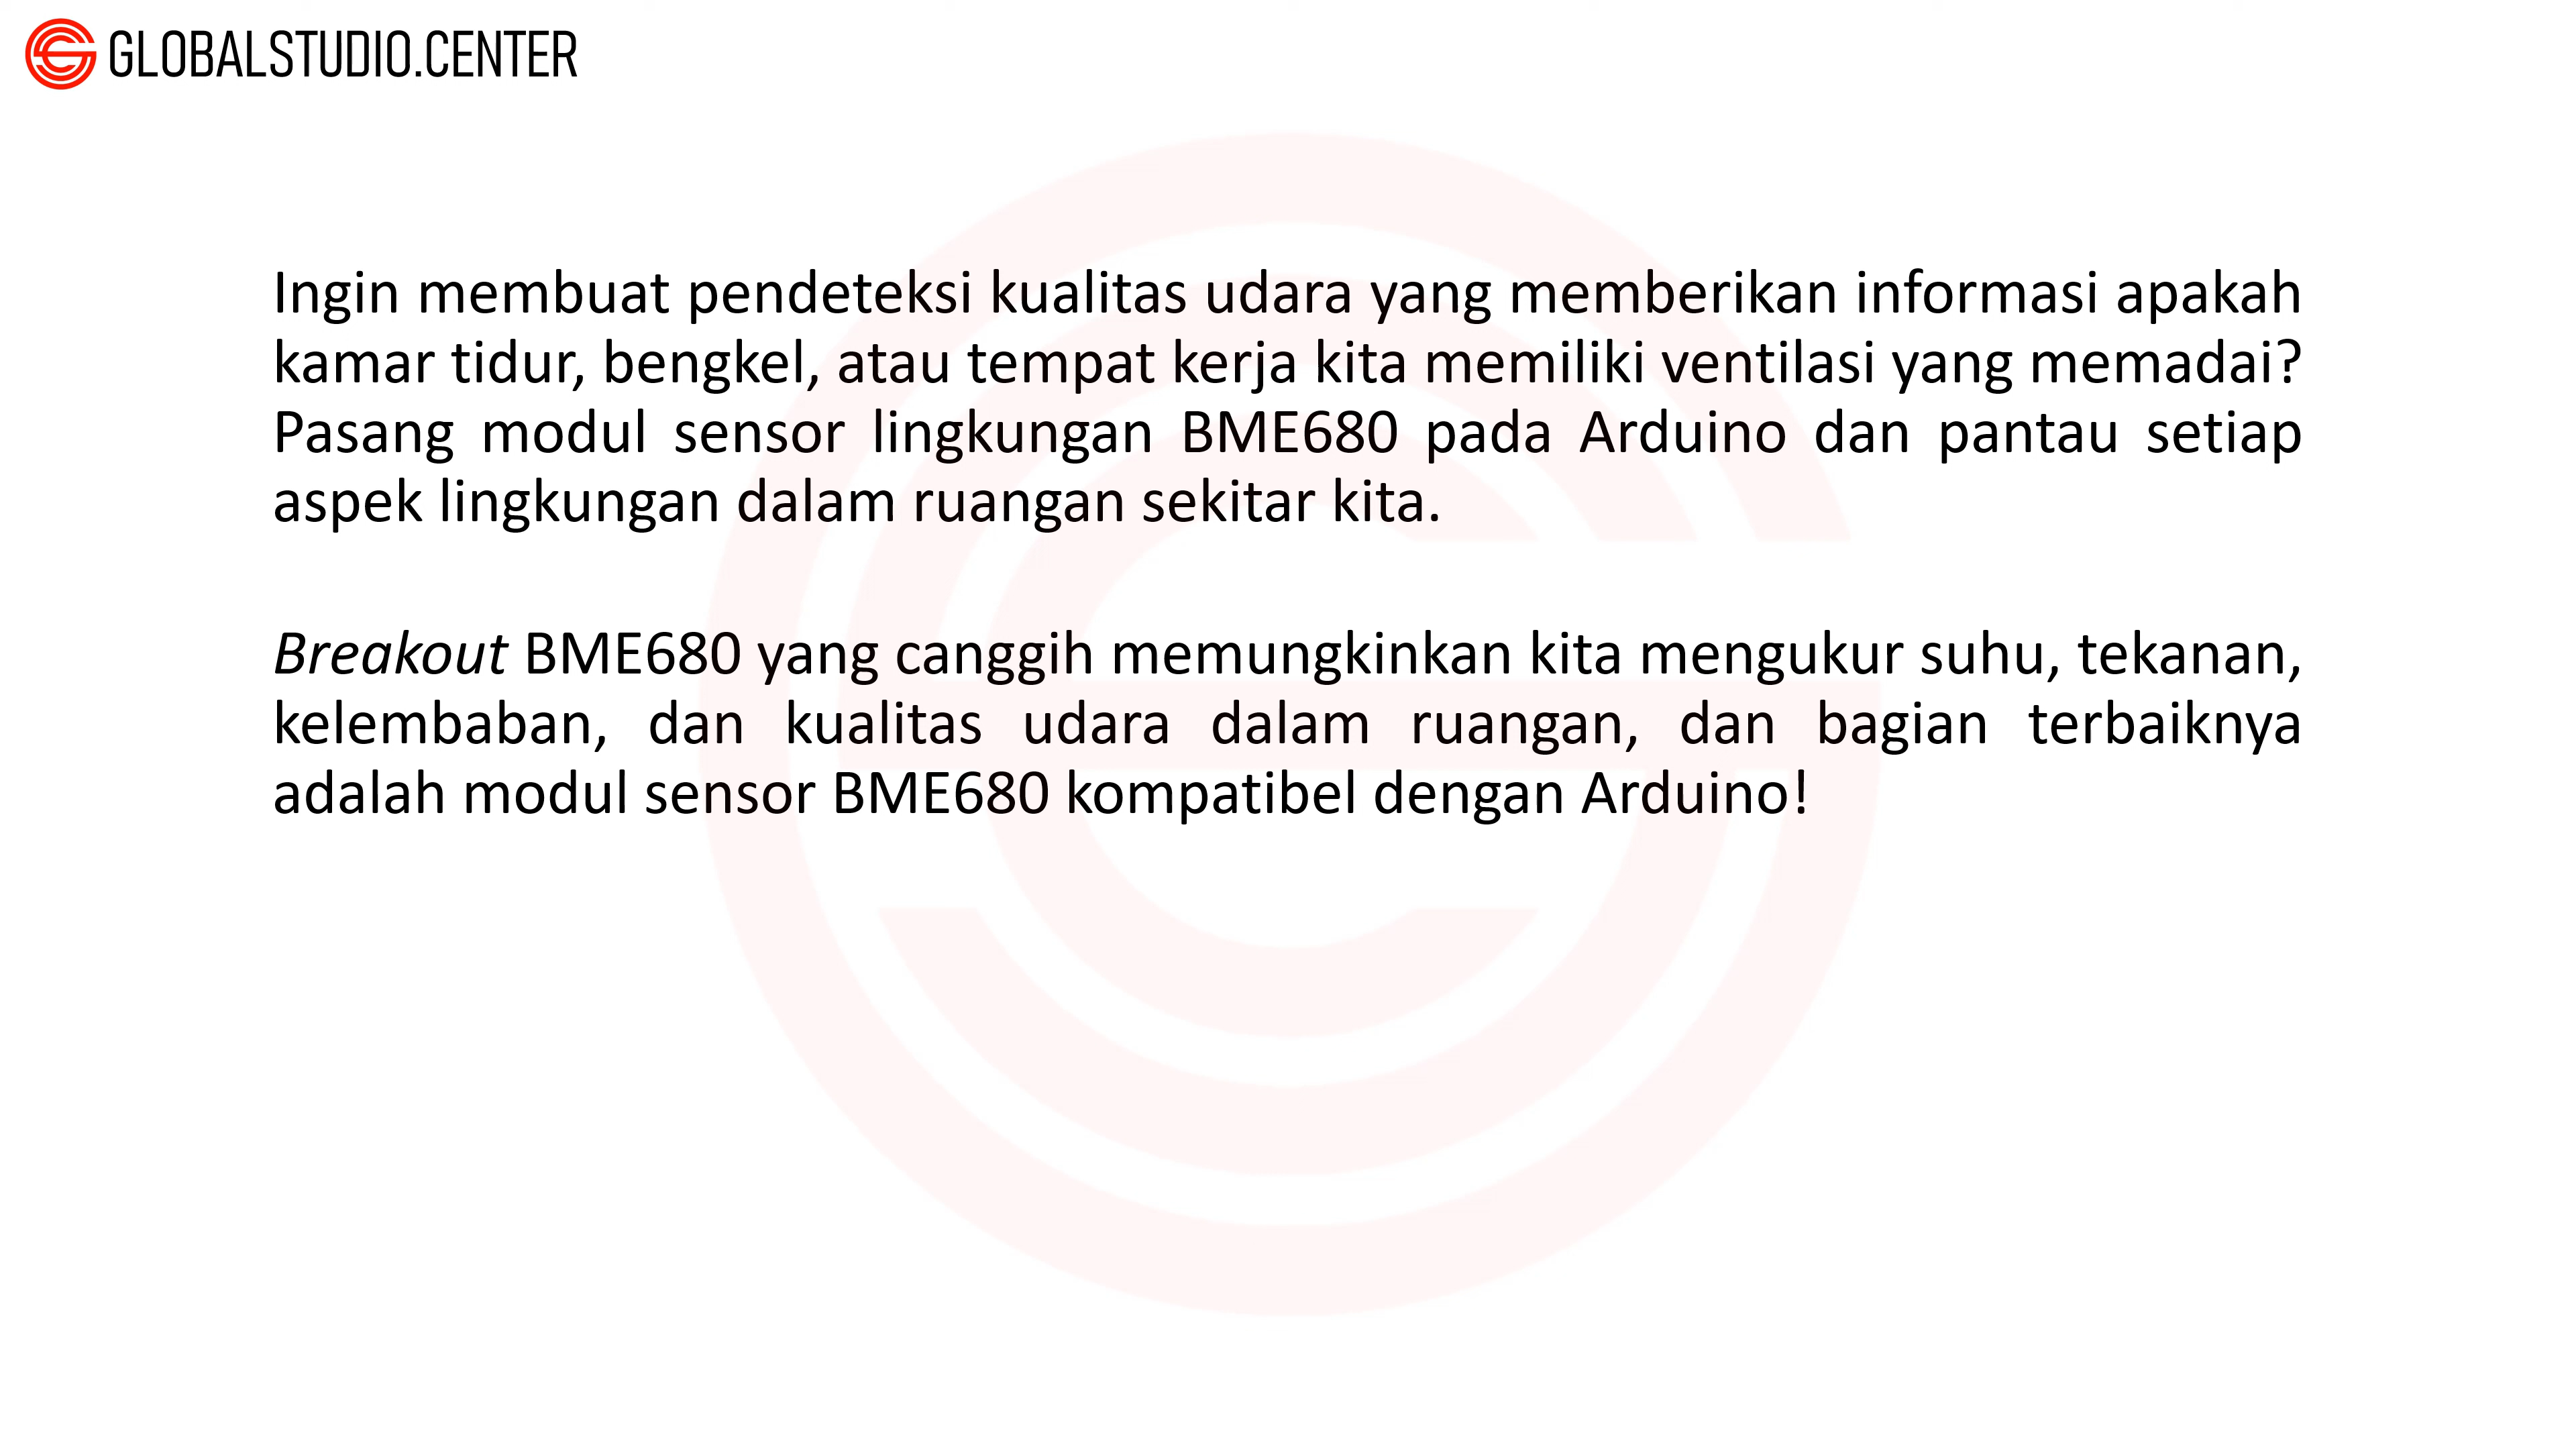 GLOBALSTUDIO.CENTER
Ingin membuat pendeteksi kualitas udara yang memberikan informasi apakah
kamar tidur, bengkel, atau tempat kerja kita memiliki ventilasi yang memadai?
Pasang modul sensor lingkungan BME680 pada Arduino dan pantau setiap
aspek lingkungan dalam ruangan sekitar kita.
Breakout BME680 yang canggih memungkinkan kita mengukur suhu, tekanan,
kelembaban, dan kualitas udara dalam ruangan, dan bagian terbaiknya
adalah modul sensor BME680 kompatibel dengan Arduino!